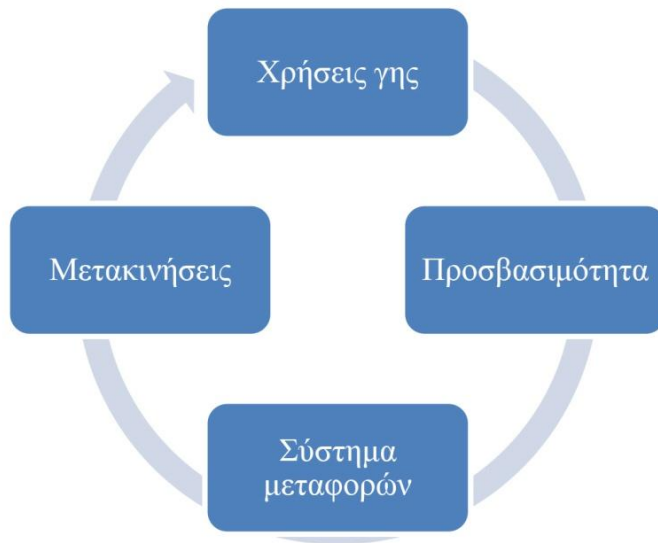 Χρήσεις γης
Μετακινήσεις
Προσβασιμότητα
Σύστημα
μεταφορών